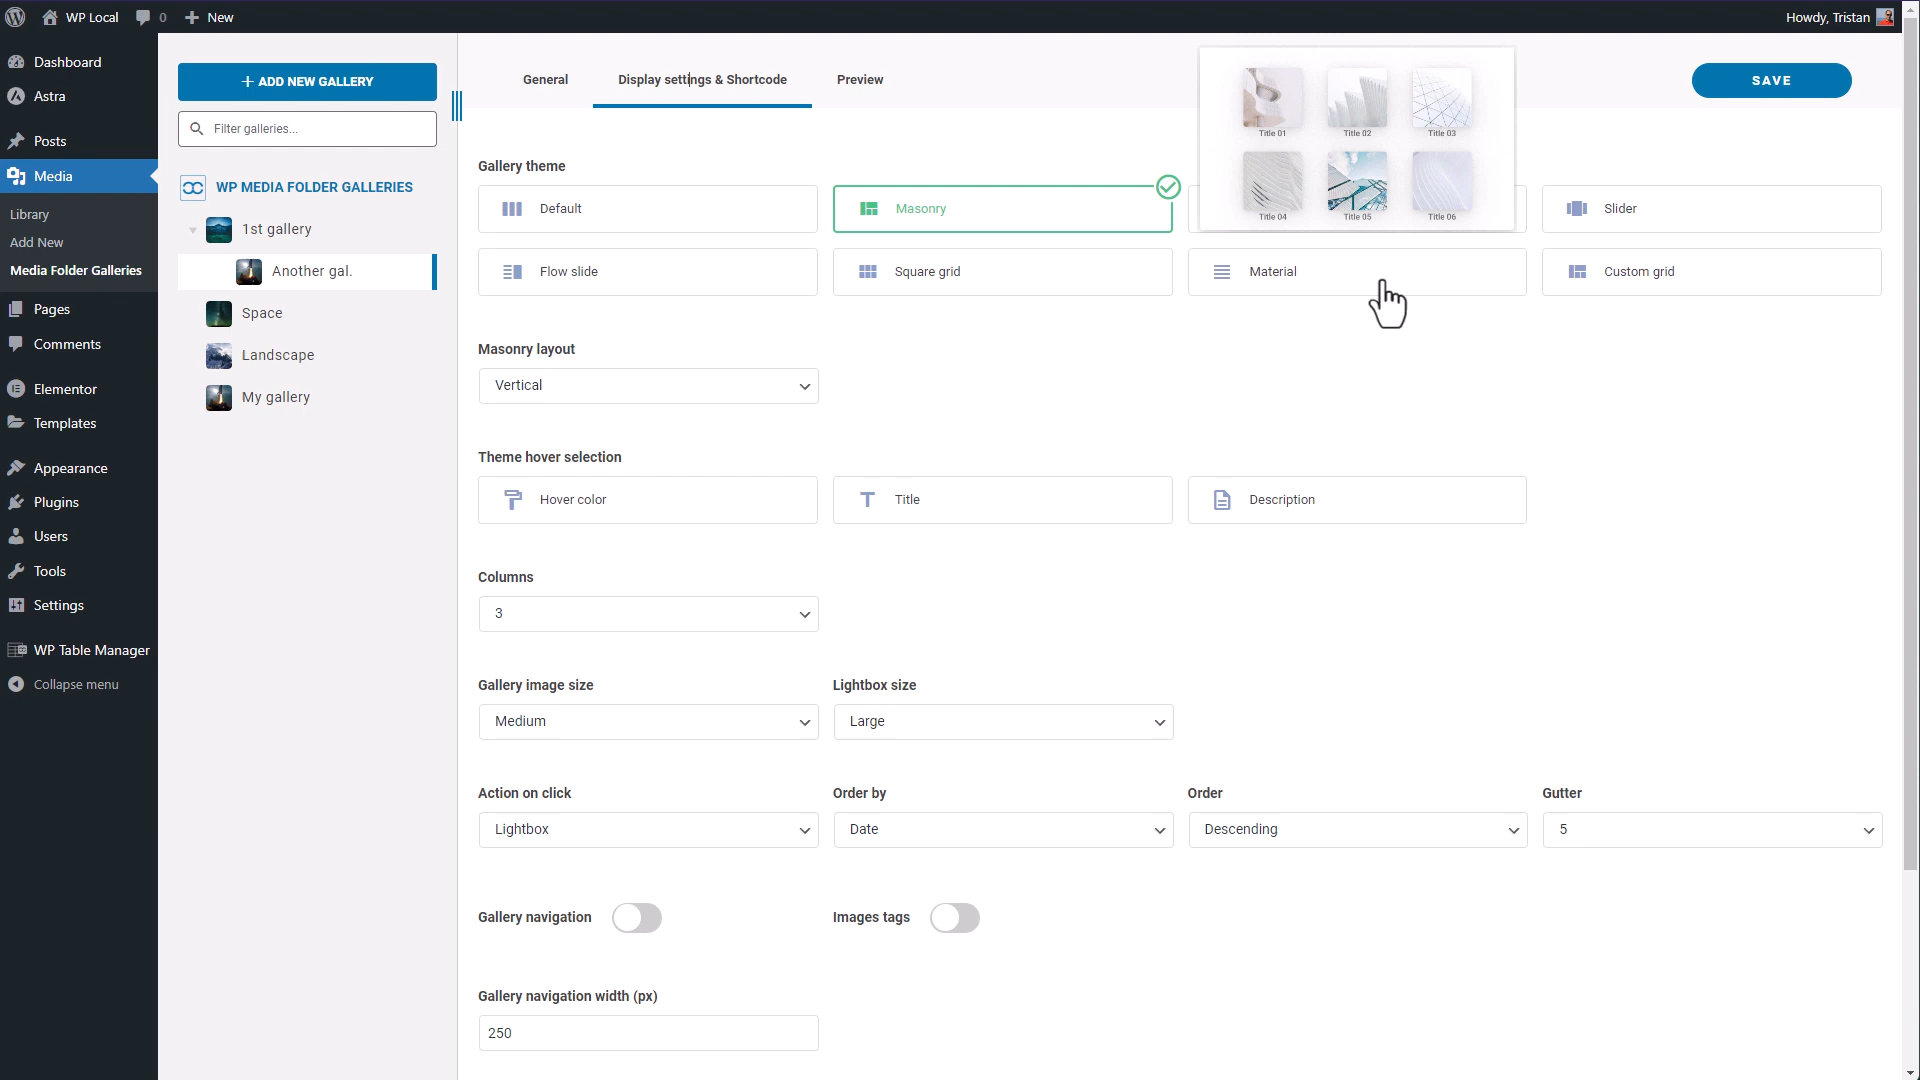 WP Local
0
New
Howdy, Tristan
Dashboard
Astra
Posts
Media
Library
Add New
Media Folder Galleries
Pages
Comments
Elementor
Templates
Appearance
Plugins
Users
Tools
Settings
WP Table Manager
Collapse menu
ADD NEW GALLERY
Filter galleries...
WP MEDIA FOLDER GALLERIES
1st gallery
Another gal.
Space
Landscape
My gallery
General
Display settings & Shortcode
Preview
SAVE
Title 01
Title 02
Title 03
Title 04
Title 05
Title 06
Gallery theme
Default
Masonry
Slider
Flow slide
Square grid
Material
Custom grid
Masonry layout
Vertical
Theme hover selection
Hover color
Title
Description
Columns
3
Gallery image size
Lightbox size
Medium
Large
Action on click
Order by
Order
Gutter
Lightbox
Date
Descending
5
Gallery navigation
Images tags
Gallery navigation width (px)
250